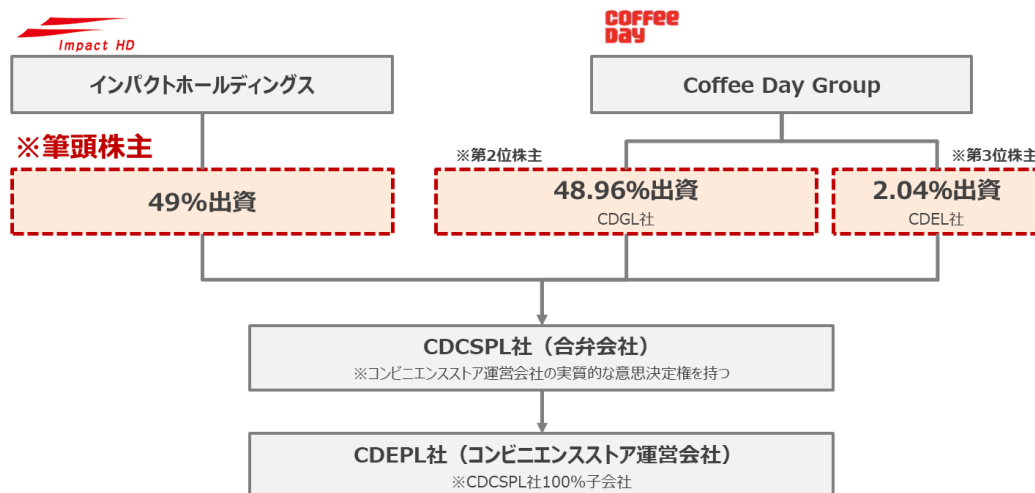 Impact HD
COFFEE
DAY
インパクトホールディングス
Coffee Day Group
※筆頭株主
※第2位株主
※第3位株主
49%出資
48.96%出資
CDGL社
2.04%出資
CDEL社
CDCSPL社（合弁会社）
※コンビニエンスストア運営会社の実質的な意思決定権を持つ
CDEPL社（コンビニエンスストア運営会社）
※CDCSPL社100%子会社